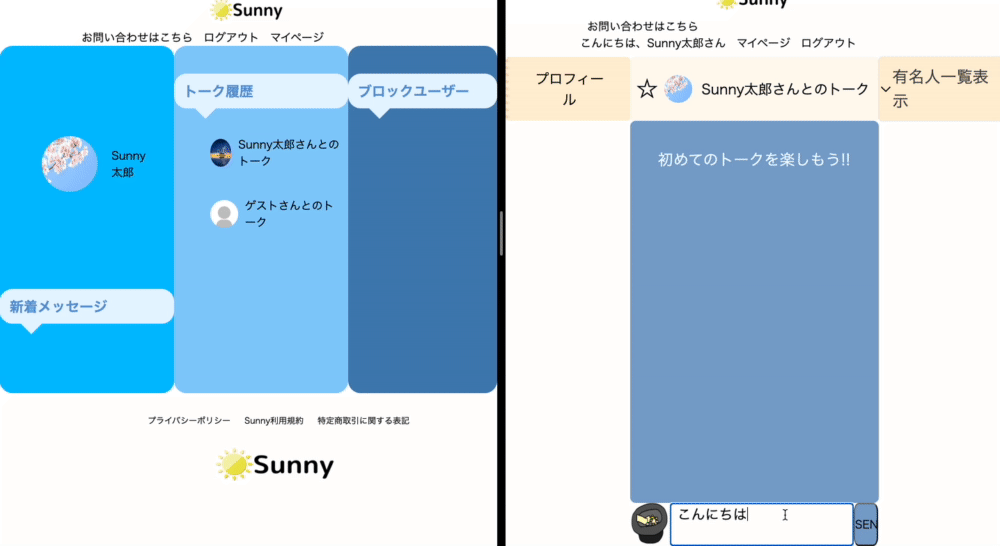 Sunny
お問い合わせはこちら ログアウト マイページ
トーク履歴
ブロックユーザー
Sunny
太郎
Sunny太郎さんとの
トーク
ゲストさんとのト
ーク
新着メッセージ
プライバシーポリシー Sunny利用規約 特定商取引に関する表記
Sunny
Sunny
お問い合わせはこちら
こんにちは、Sunny太郎さん マイページ ログアウト
プロフィー
ル
☆ Sunny太郎さんとのトーク
有名人一覧表
示
初めてのトークを楽しもう!!
こんにちは
SEN